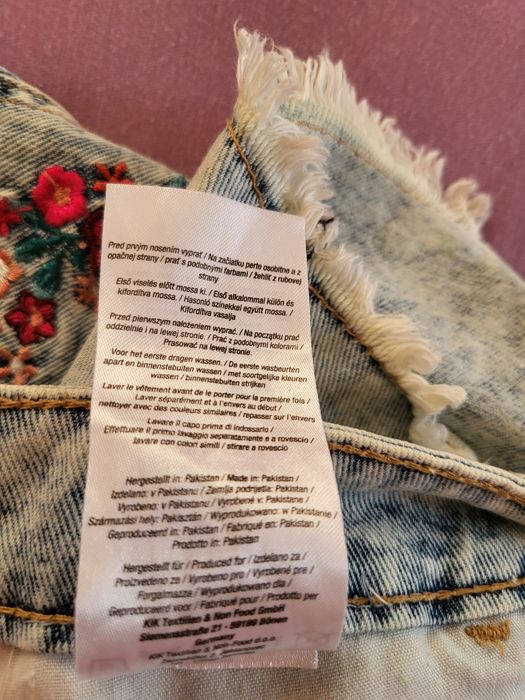 Pred prvým nosením vyprať / Na začiatku perte osobitne a z
opačnej strany / prať s podobnými farbami / žehliť z rubovej
strany
Első viselés előtt mossa ki. / Első alkalommal külön és
kifordítva mossa. / Hasonló színekkel együtt mossa. /
Kifordítva vasalja
Przed pierwszym nałożeniem wyprać. / Na początku prać
oddzielnie i na lewej stronie. / Prać z podobnymi kolorami /
Prasować na lewej stronie.
Voor het eerste dragen wassen. / De eerste wasbeurten
apart en binnenstebuiten wassen / met soortgelijke kleuren
wassen / binnenstebuiten strijken
Laver le vêtement avant de le porter pour la première fois /
Laver séparément et à l'envers au début /
nettoyer avec des couleurs similaires / repasser sur l'envers
Lavare il capo prima di indossarlo /
Effettuare il primo lavaggio separatamente e a rovescio /
lavare con colori simili / stirare a rovescio
Hergestellt in: Pakistan / Made in: Pakistan /
Izdelano: v Pakistanu / Zemlja podrijetla: Pakistan /
Vyrobeno: v Pákistánu / Vyrobené v: Pakistane /
Származási hely: Pakisztán / Wyprodukowano: w Pakistanie /
Geproduceerd in: Pakistan / Fabriqué en: Pakistan /
Prodotto in: Pakistan
Hergestellt für / Produced for / Izdelano za /
Proizvedeno za / Vyrobeno pro / Vyrobené pre /
Forgalmazza / Wyprodukowano dla /
Geproduceerd voor / Fabriqué pour / Prodotto per
KiK Textilien & Non Food GmbH
Siemensstraße 21 - 59199 Bönen
Germany
KiK Textilien & Non Food d.o.o.